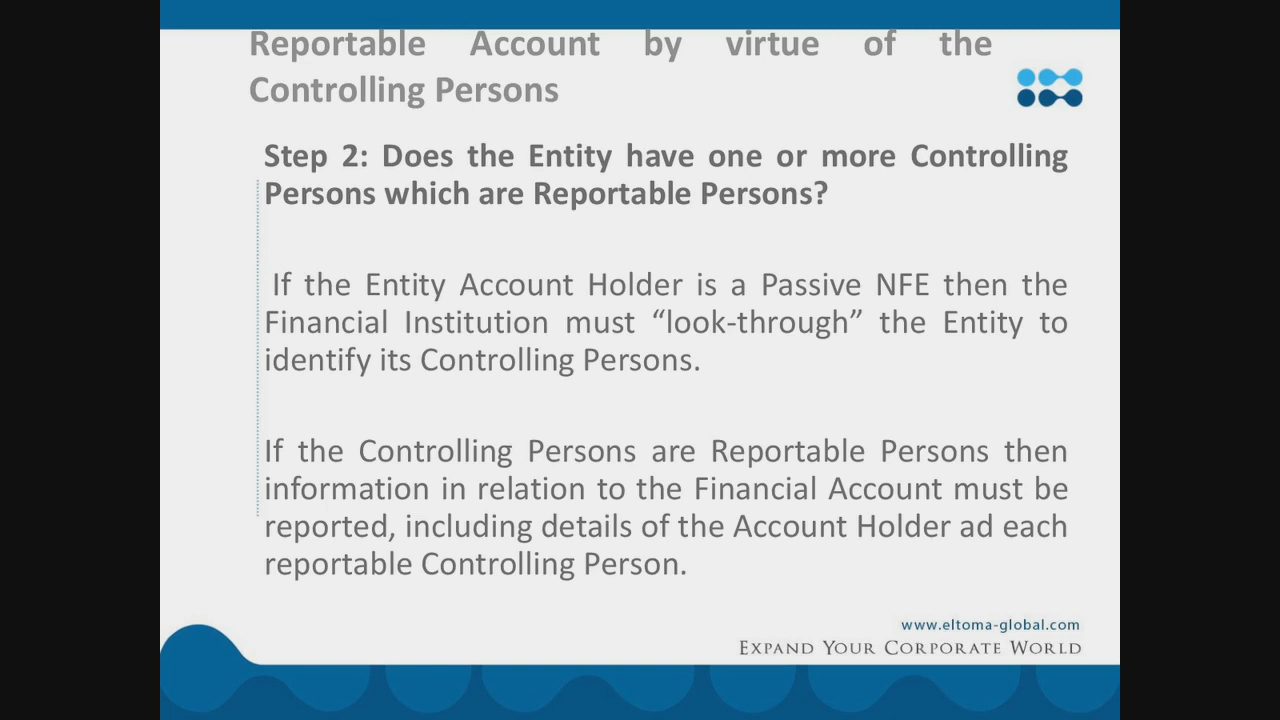 Reportable Account by virtue of the
Controlling Persons
Step 2: Does the Entity have one or more Controlling
Persons which are Reportable Persons?
If the Entity Account Holder is a Passive NFE then the
Financial Institution must “look-through” the Entity to
identify its Controlling Persons.
If the Controlling Persons are Reportable Persons then
information in relation to the Financial Account must be
reported, including details of the Account Holder ad each
reportable Controlling Person.
www.eltoma-global.com
Expand Your Corporate World